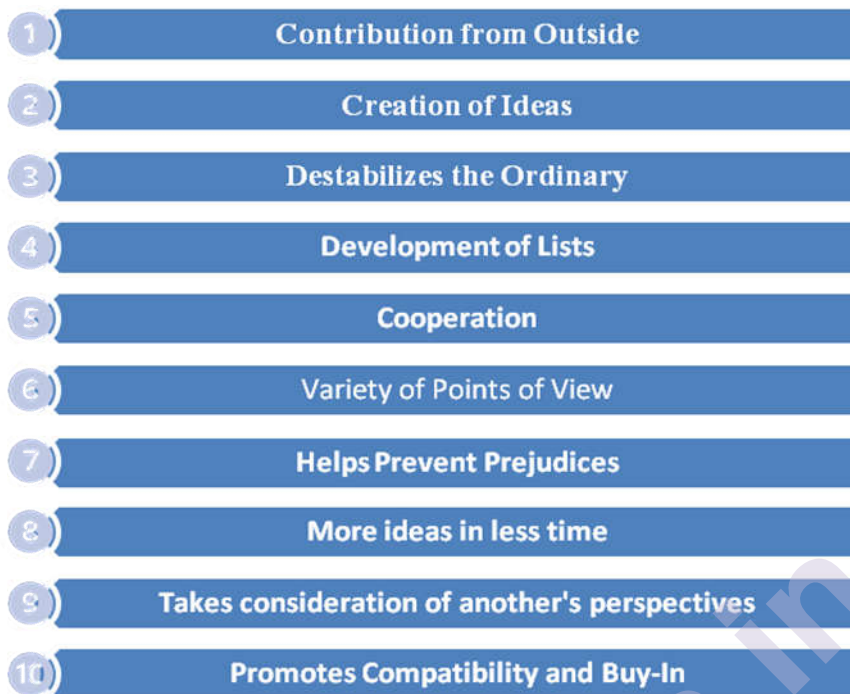 1 Contribution from Outside
2 Creation of Ideas
3 Destabilizes the Ordinary
4 Development of Lists
5 Cooperation
6 Variety of Points of View
7 Helps Prevent Prejudices
8 More ideas in less time
9 Takes consideration of another's perspectives
10 Promotes Compatibility and Buy-In
in